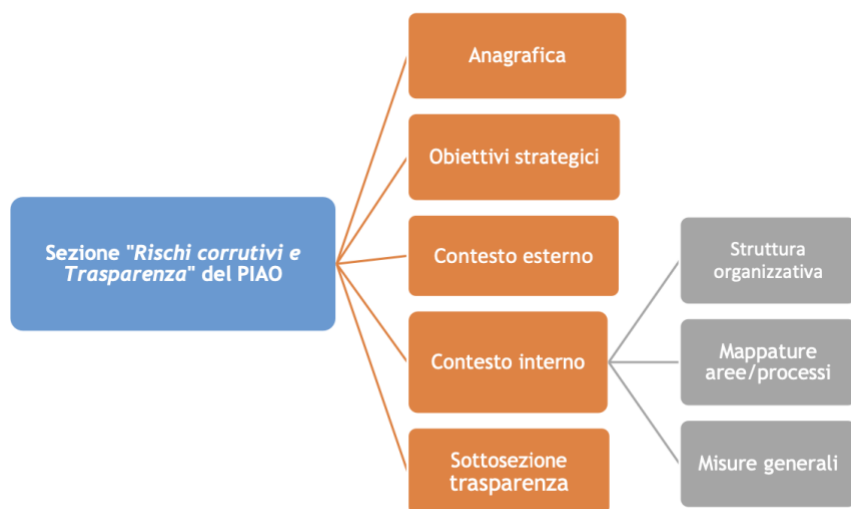 Anagrafica
Obiettivi strategici
Sezione "Rischi corrutivi e
Trasparenza" del PIAO
Contesto esterno
Contesto interno
Sottosezione
trasparenza
Struttura
organizzativa
Mappature
aree/processi
Misure generali